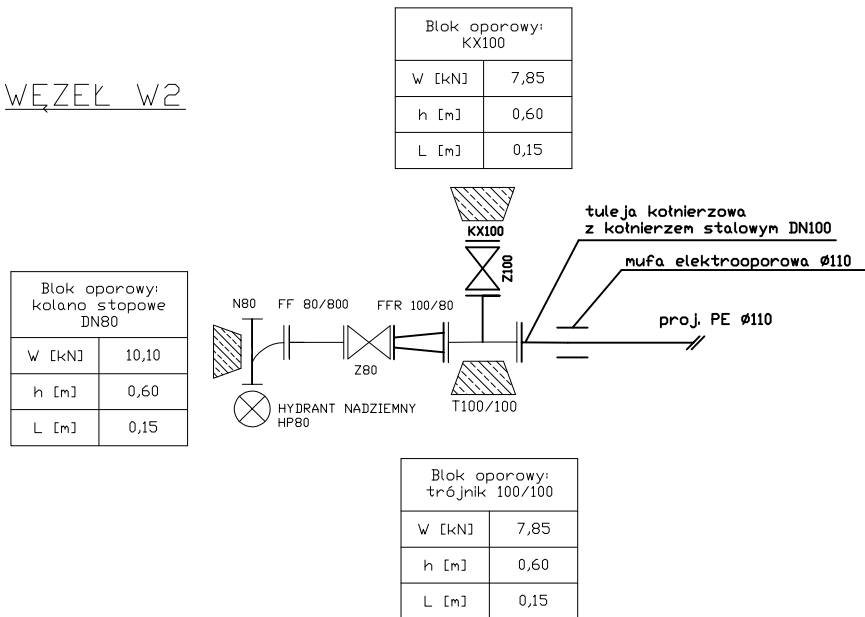 Blok oporowy:
KX100
W [kN] 7,85
h [m] 0,60
L [m] 0,15
WĘZEŁ W2
KX100
Z100
tuleja kołnierzowa
z kołnierzem stalowym DN100
mufa elektrooporowa Ø110
proj. PE Ø110
Blok oporowy:
kolano stopowe
DN80
W [kN] 10,10
h [m] 0,60
L [m] 0,15
N80 FF 80/800 FFR 100/80
Z80
T100/100
HYDRANT NADZIEMNY
HP80
Blok oporowy:
trójnik 100/100
W [kN] 7,85
h [m] 0,60
L [m] 0,15